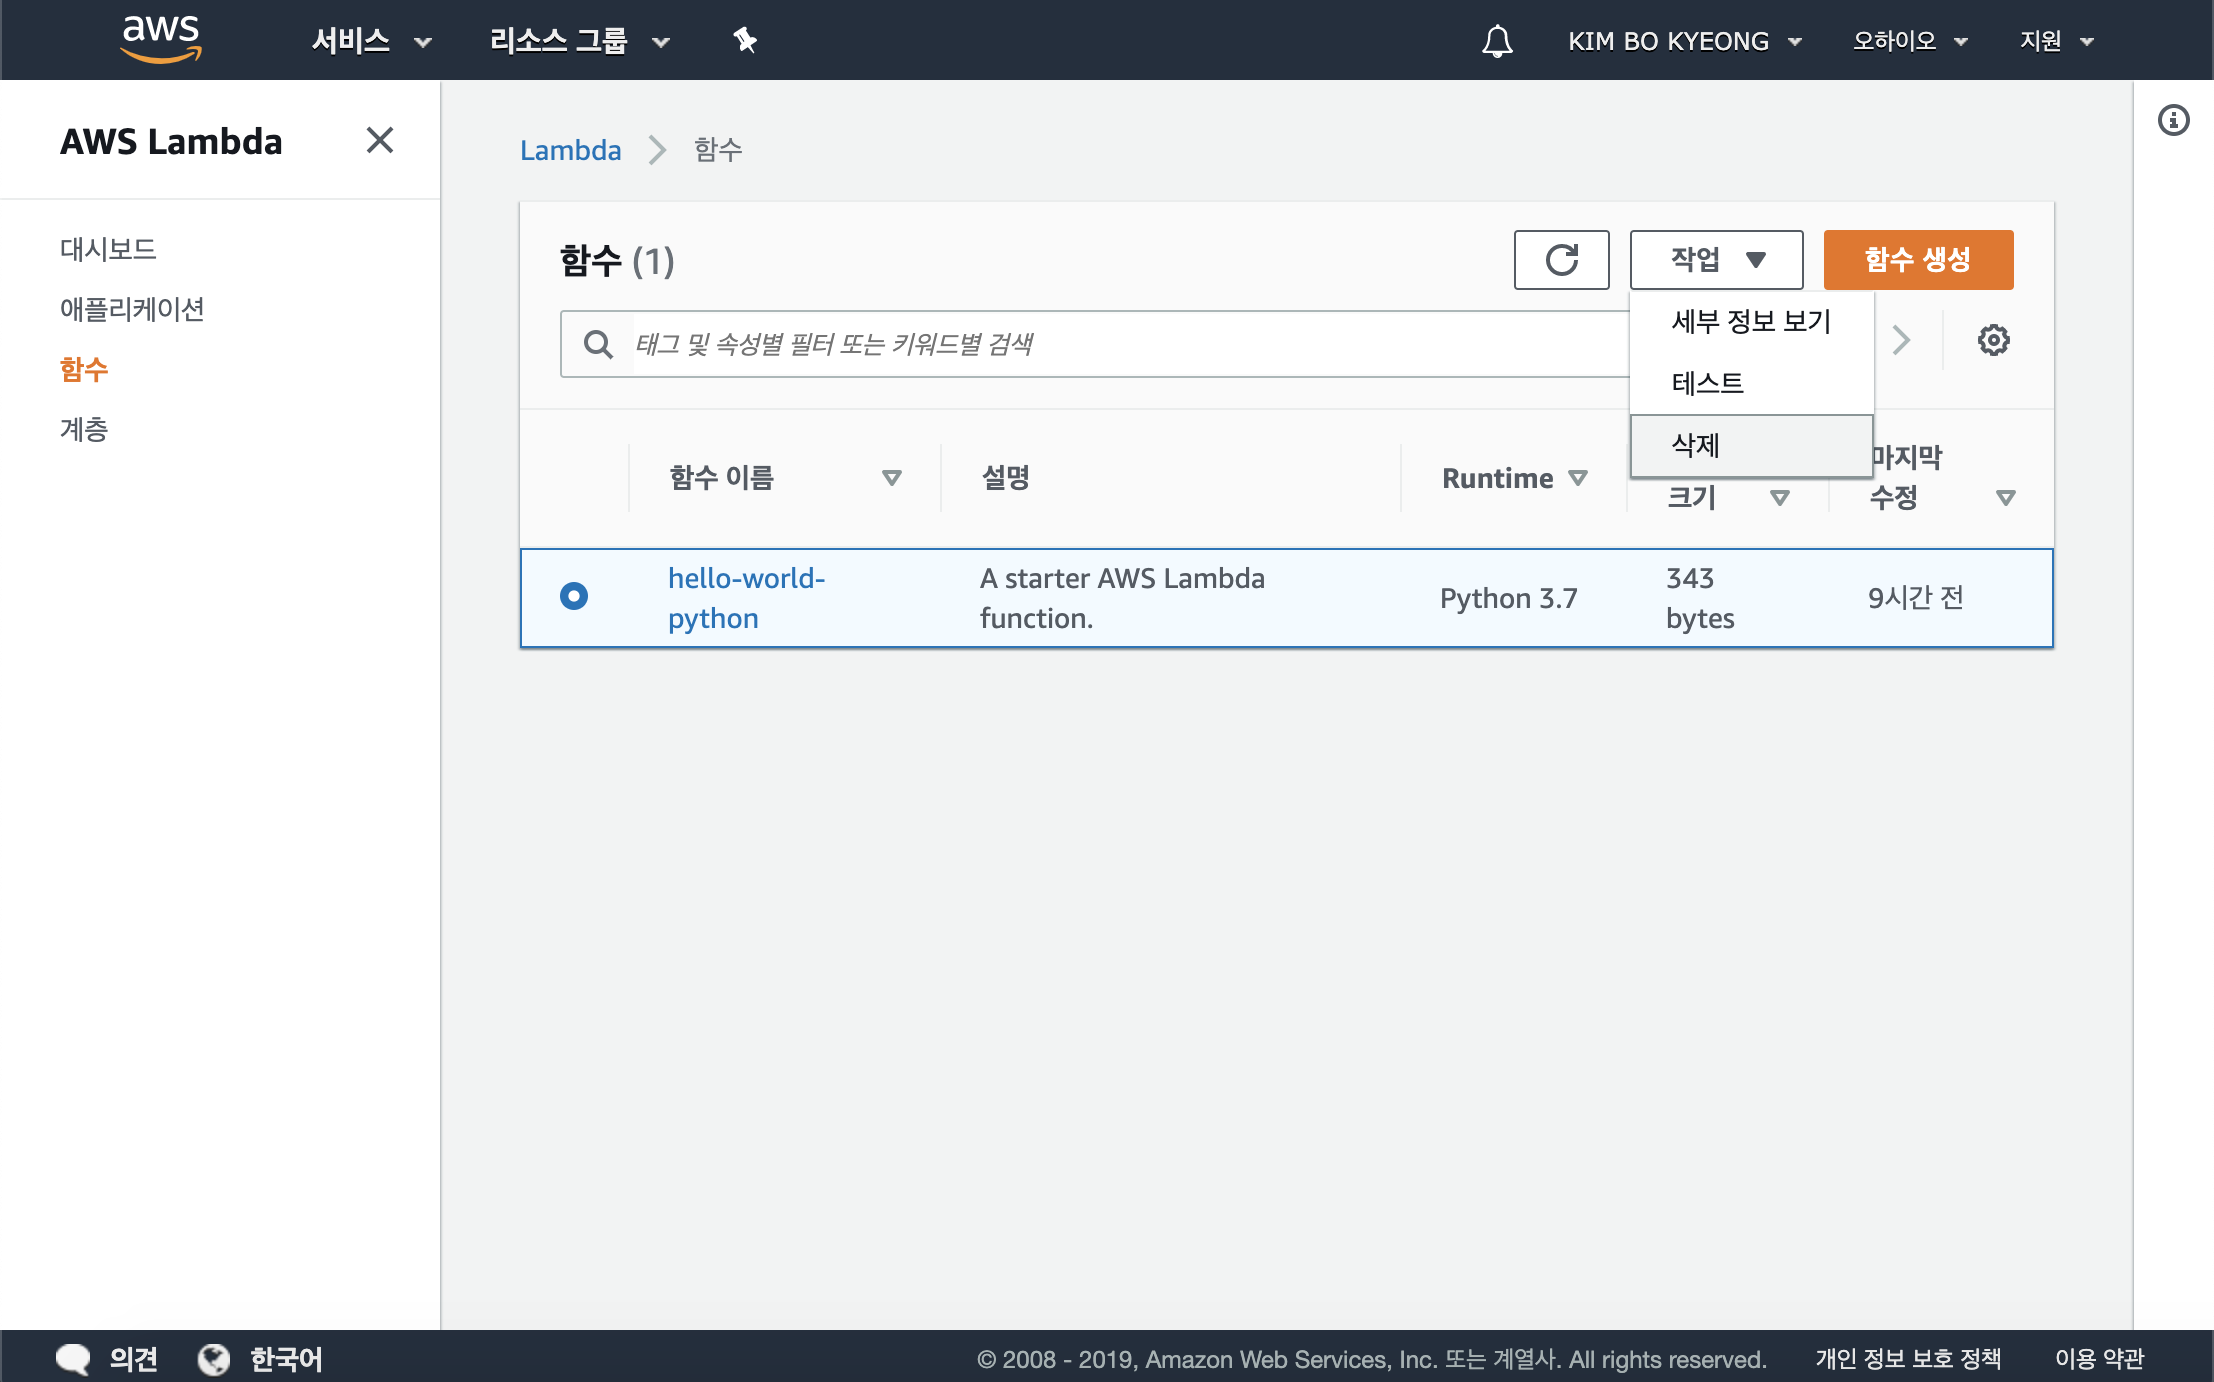 aws 서비스 리소스 그룹 KIM BO KYEONG 오하이오 지원
AWS Lambda
대시보드
애플리케이션
함수
계층
Lambda 함수
함수 (1) 작업 함수 생성
태그 및 속성별 필터 또는 키워드별 검색
세부 정보 보기
테스트
삭제
함수 이름 설명 Runtime 크기 마지막
수정
hello-world-
python
A starter AWS Lambda
function.
Python 3.7
343
bytes
9시간 전
의견 한국어 © 2008 - 2019, Amazon Web Services, Inc. 또는 계열사. All rights reserved. 개인 정보 보호 정책 이용 약관